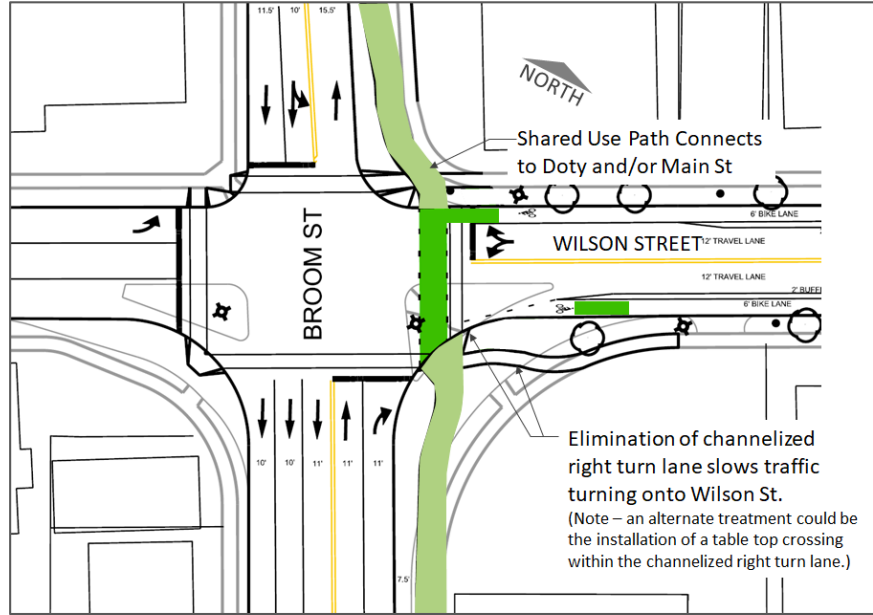 11.5' 10' 15.5'
NORTH
Shared Use Path Connects
to Doty and/or Main St
6' BIKE LANE
WILSON STREET
12' TRAVEL LANE
BROOM ST
12' TRAVEL LANE
2' BUFF
6' BIKE LANE
Elimination of channelized
right turn lane slows traffic
turning onto Wilson St.
(Note – an alternate treatment could be
the installation of a table top crossing
within the channelized right turn lane.)
10' 10' 11' 11' 11'
7.5'